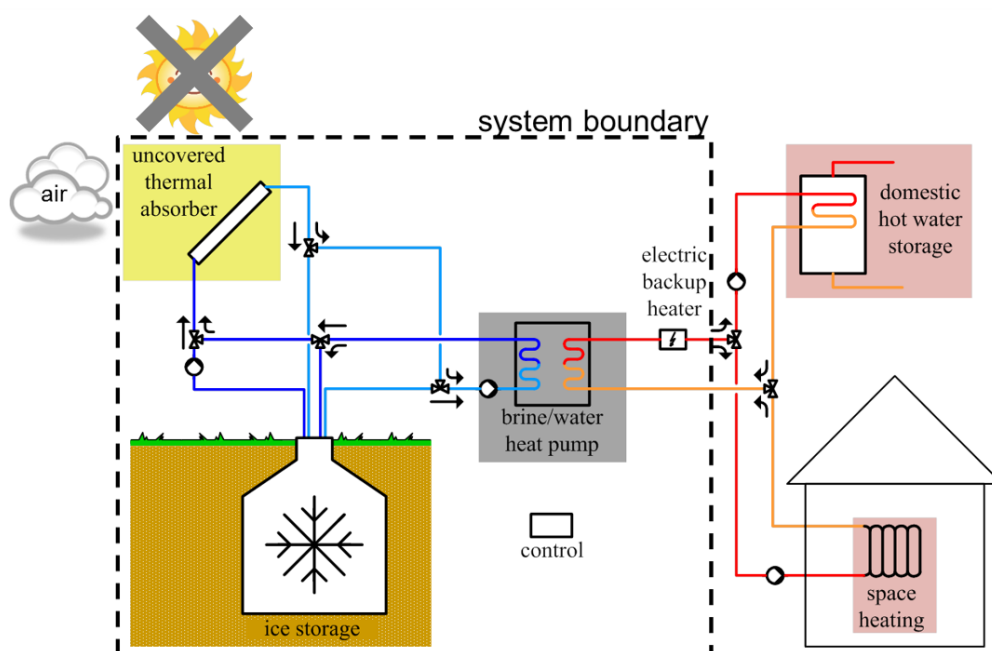 system boundary
uncovered
thermal
absorber
air
domestic
hot water
storage
electric
backup
heater
brine/water
heat pump
control
ice storage
space
heating